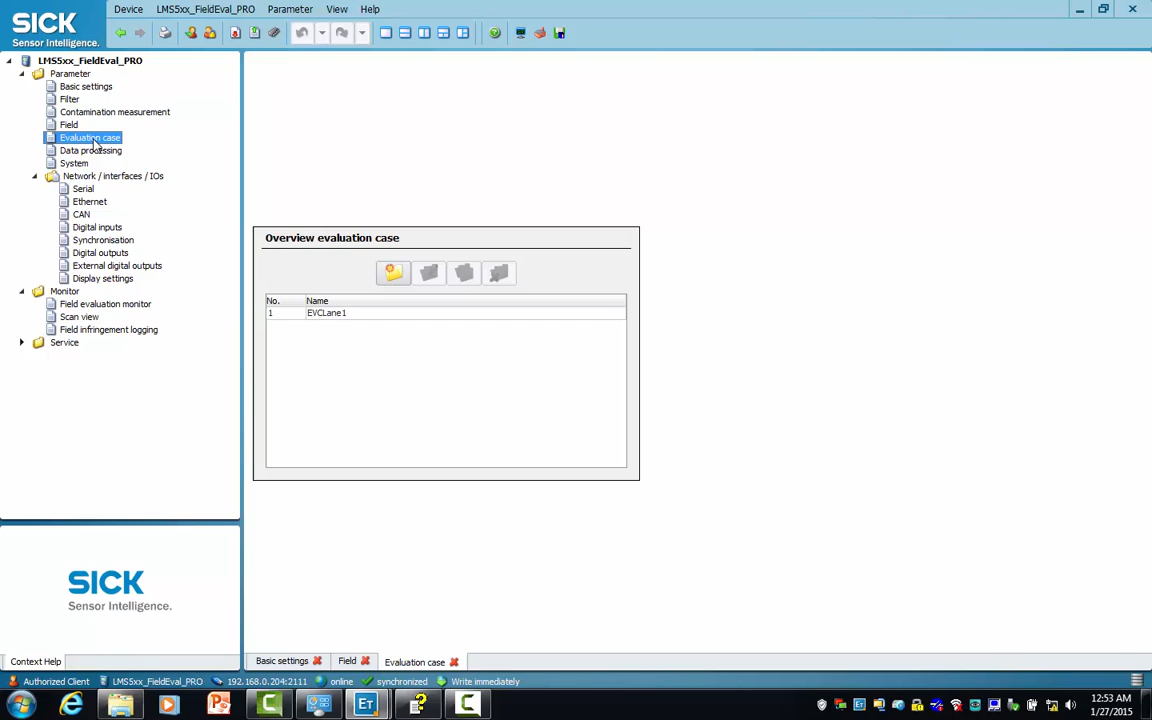 SICK
Sensor Intelligence.
Device LMS5xx_FieldEval_PRO Parameter View Help
LMS5xx_FieldEval_PRO
Parameter
Basic settings
Filter
Contamination measurement
Field
Evaluation case
Data processing
System
Network / interfaces / IOs
Serial
Ethernet
CAN
Digital inputs
Synchronisation
Digital outputs
External digital outputs
Display settings
Monitor
Field evaluation monitor
Scan view
Field infringement logging
Service
Overview evaluation case
No. Name
1 EVCLane1
SICK
Sensor Intelligence.
Context Help
Basic settings Field Evaluation case
Authorized Client LMS5xx_FieldEval_PRO 192.168.0.204:2111 online synchronized Write immediately
12:53 AM
1/27/2015